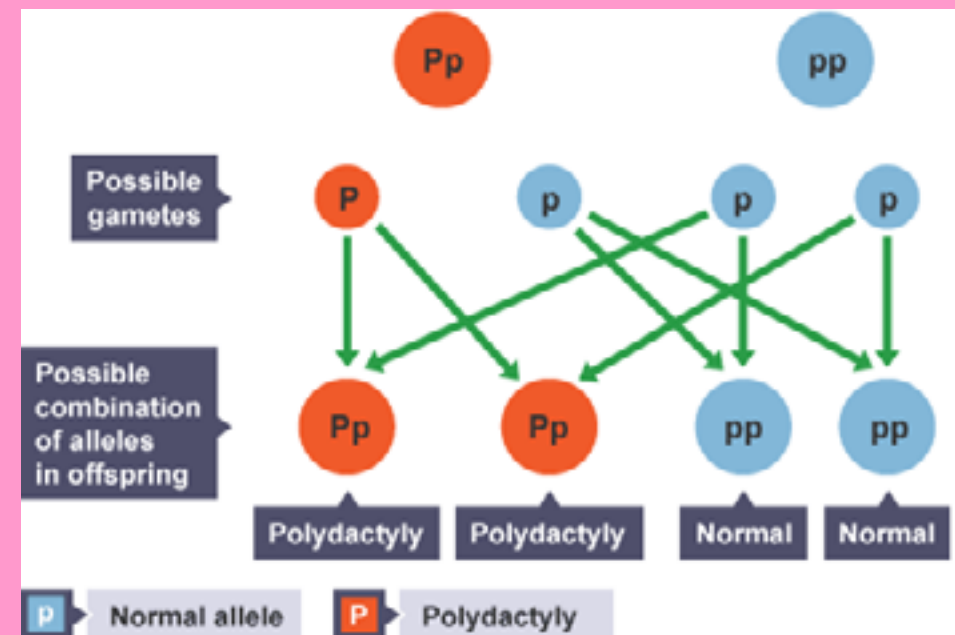 Pp pp
Possible
gametes
P p p p
Possible
combination
of alleles
in offspring
Pp Pp pp pp
Polydactyly Polydactyly Normal Normal
p Normal allele P Polydactyly